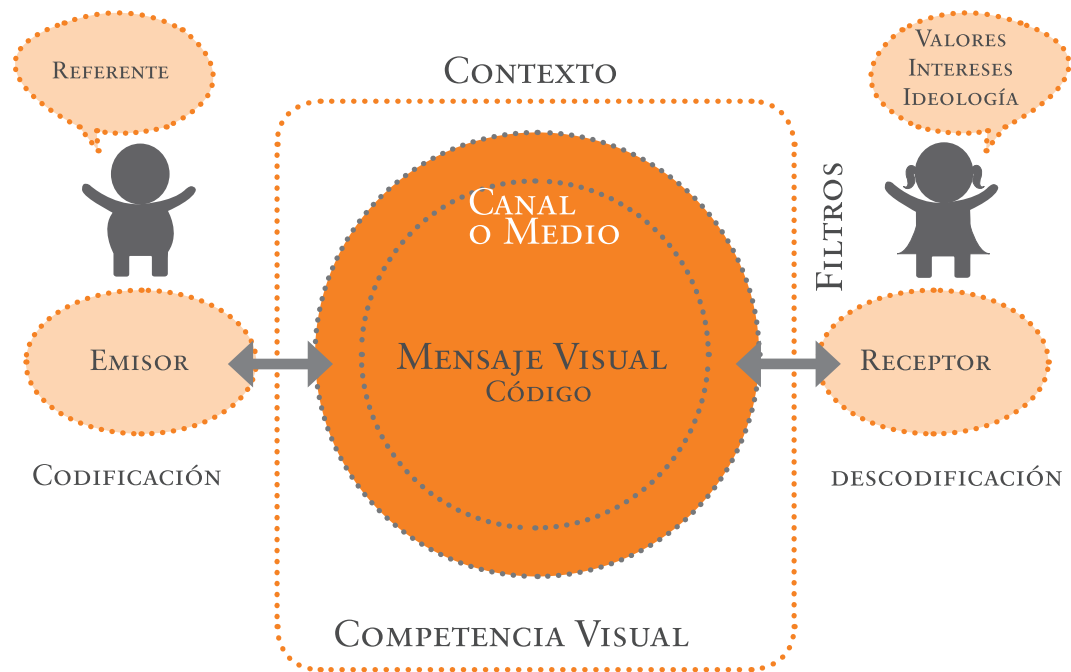 Referente
Valores
Intereses
Ideología
Contexto
Canal
o Medio
Filtros
Emisor
Mensaje Visual
Código
Receptor
Codificación
descodificación
Competencia Visual